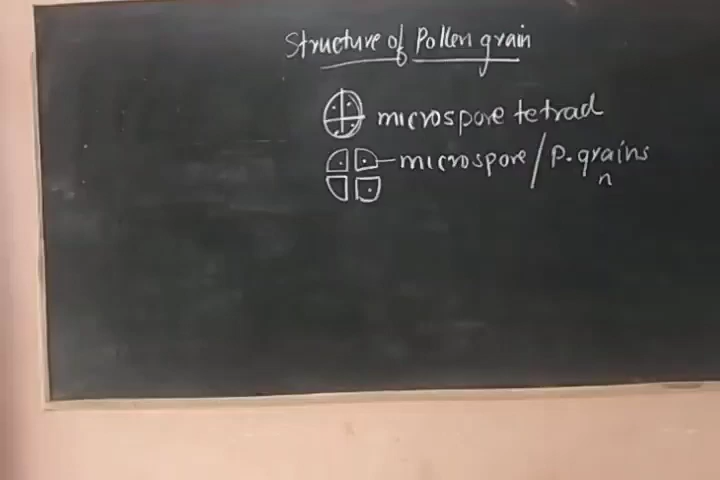 Structure of Pollen grain
microspore tetrad
microspore / P. grains
n